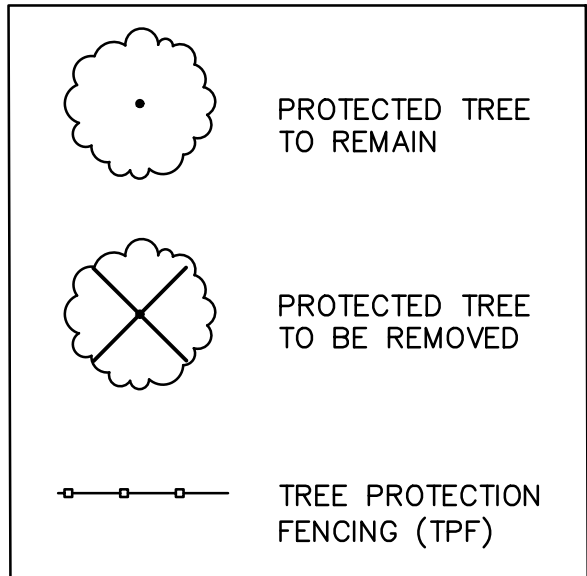 PROTECTED TREE
TO REMAIN
PROTECTED TREE
TO BE REMOVED
TREE PROTECTION
FENCING (TPF)